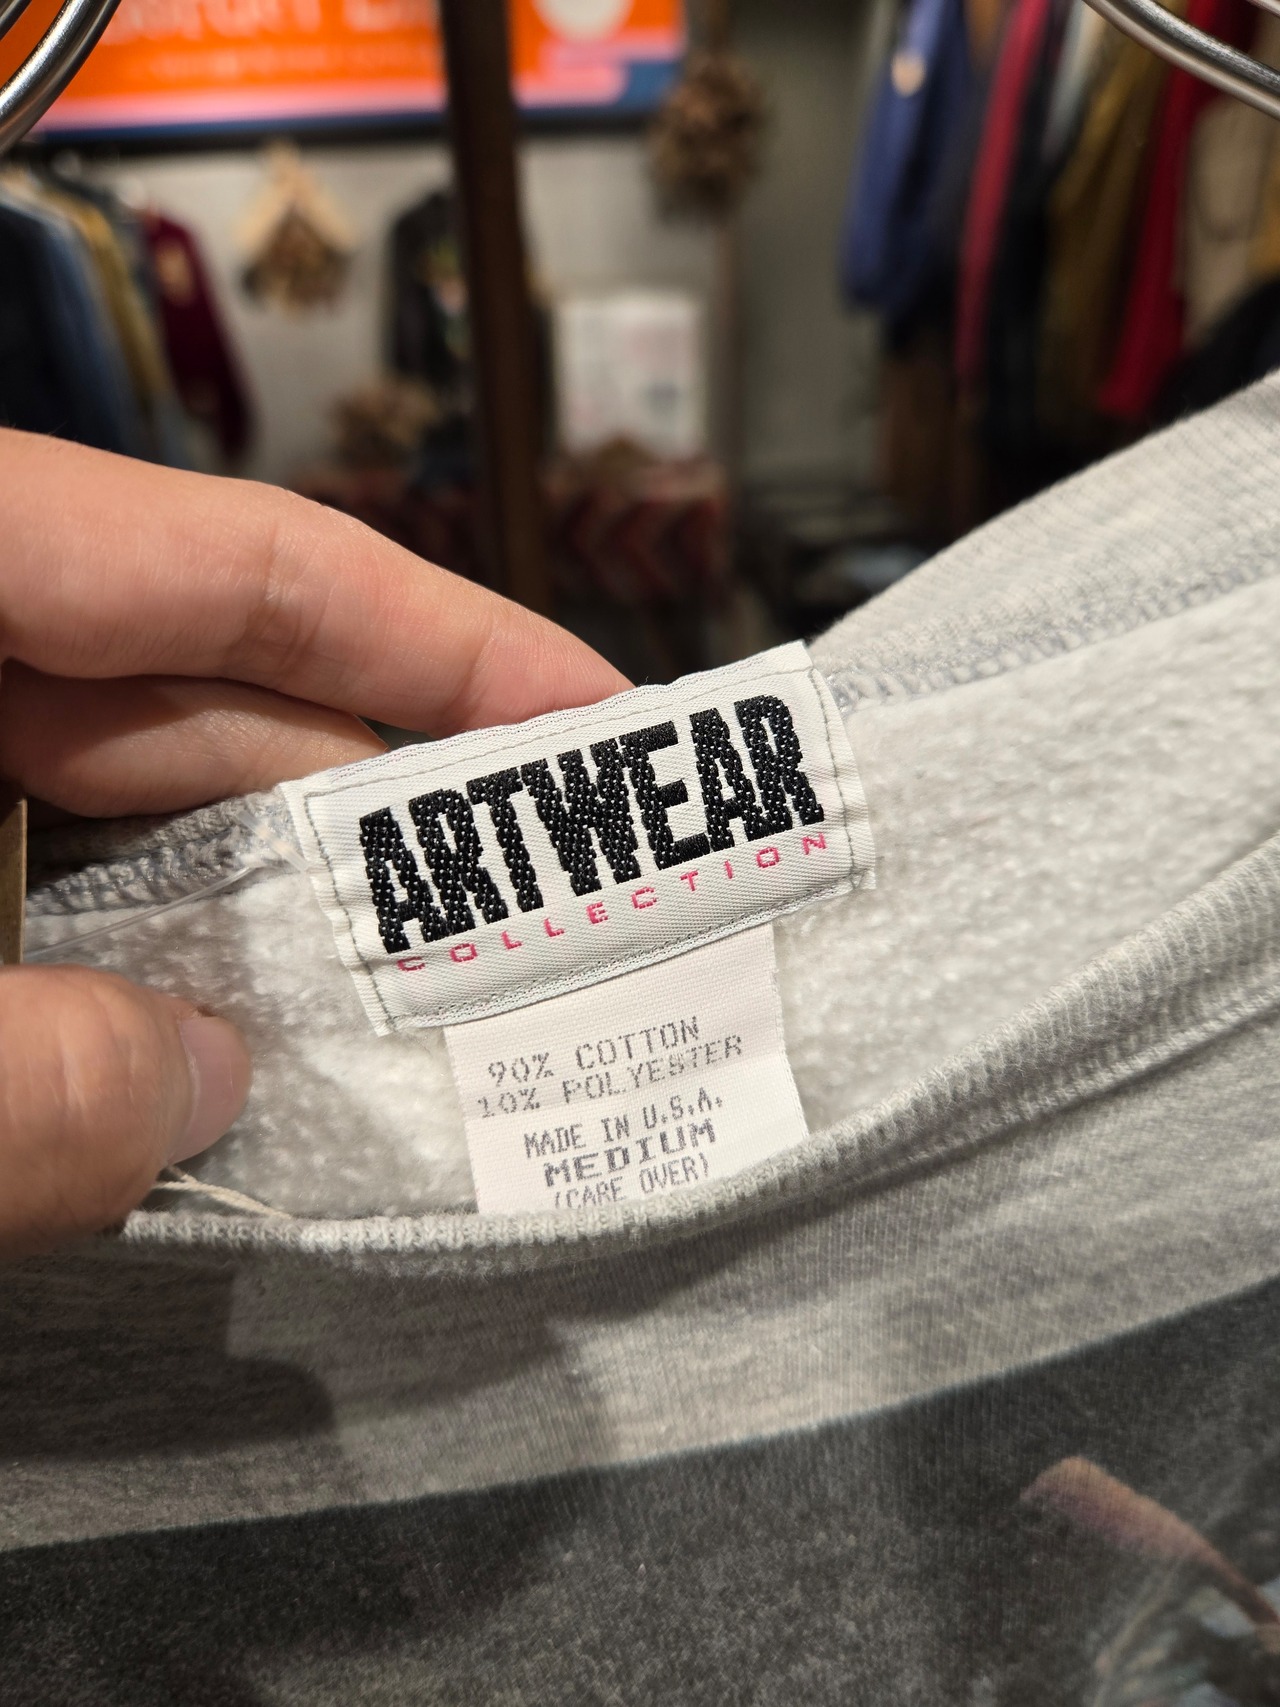 ARTWEAR
COLLECTION
90% COTTON
10% POLYESTER
MADE IN U.S.A.
MEDIUM
(CARE OVER)